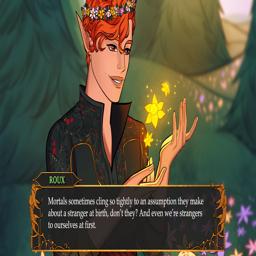 ROUX
Mortals sometimes cling so tightly to an assumption they make
about a stranger at birth, don't they? And even we're strangers
to ourselves at first.